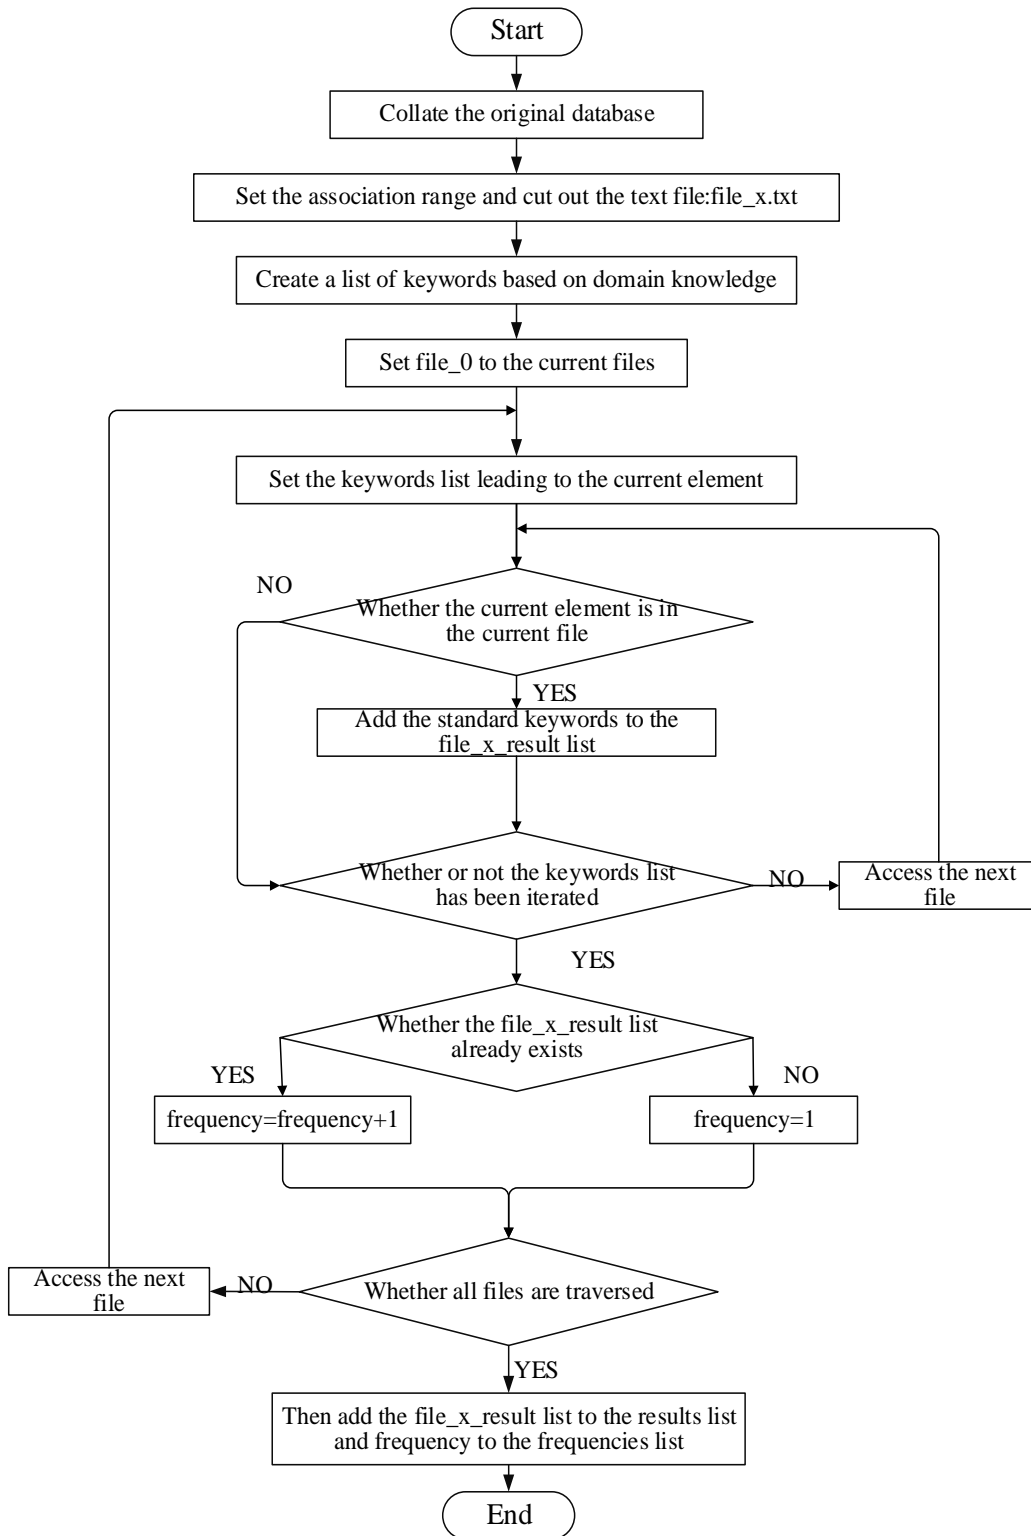 Start
Collate the original database
Set the association range and cut out the text file:file_x.txt
Create a list of keywords based on domain knowledge
Set file_0 to the current files
Set the keywords list leading to the current element
NO
Whether the current element is in
the current file
YES
Add the standard keywords to the
file_x_result list
Whether or not the keywords list
has been iterated
NO
Access the next
file
YES
Whether the file_x_result list
already exists
YES
NO
frequency=frequency+1
frequency=1
Access the next
file
NO
Whether all files are traversed
YES
Then add the file_x_result list to the results list
and frequency to the frequencies list
End